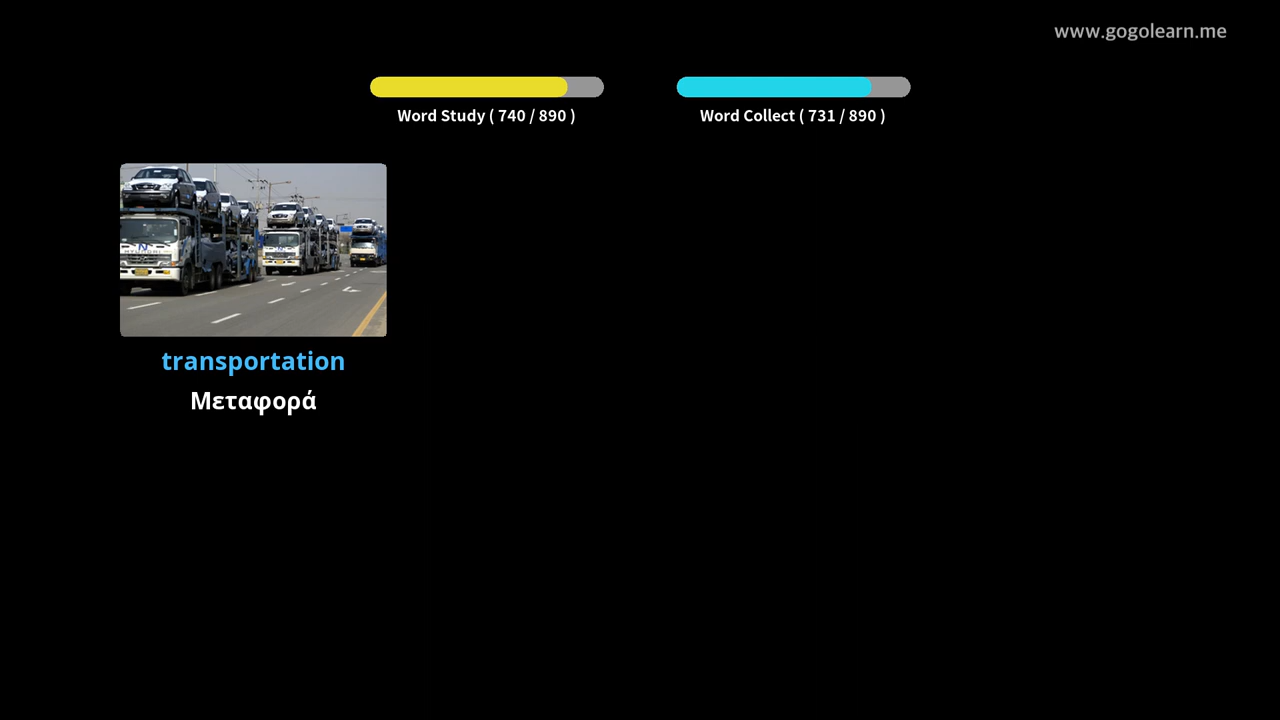 www.gogolearn.me
Word Study ( 740 / 890 )
Word Collect ( 731 / 890 )
transportation
Μεταφορά